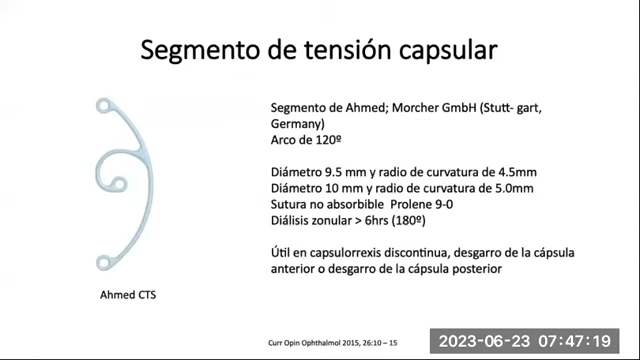 Segmento de tensión capsular
Segmento de Ahmed; Morcher GmbH (Stutt- gart,
Germany)
Arco de 120º
Diámetro 9.5 mm y radio de curvatura de 4.5mm
Diámetro 10 mm y radio de curvatura de 5.0mm
Sutura no absorbible Prolene 9-0
Diálisis zonular > 6hrs (180º)
Útil en capsulorrexis discontinua, desgarro de la cápsula
anterior o desgarro de la cápsula posterior
Ahmed CTS
Curr Opin Ophthalmol 2015, 26:10 – 15
2023-06-23 07:47:19